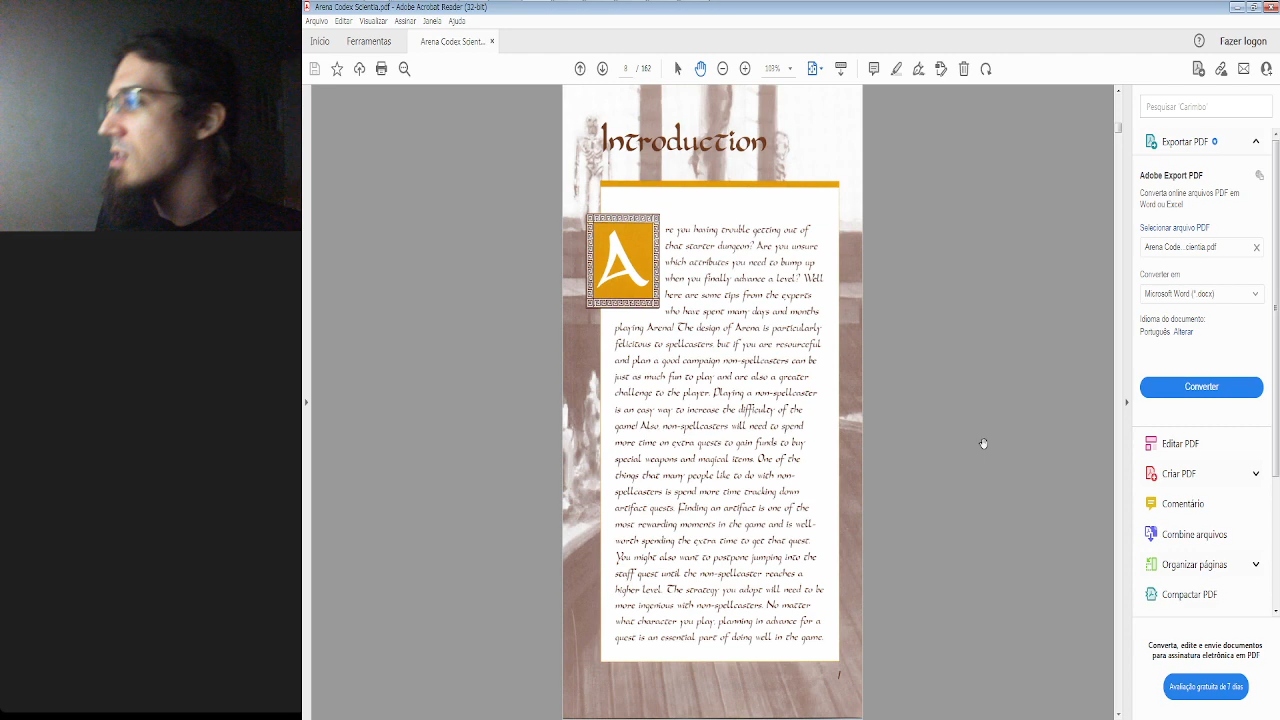 Arena Codex Scientia.pdf - Adobe Acrobat Reader (32-bit)
Arquivo Editar Visualizar Assinar Janela Ajuda
Início Ferramentas Arena Codex Scient... × Fazer logon
8 / 162 103%
Pesquisar 'Carimbo'
Exportar PDF
Adobe Export PDF
Converta online arquivos PDF em
Word ou Excel
Selecionar arquivo PDF
Arena Code...cientia.pdf X
Converter em
Microsoft Word (*.docx)
Idioma do documento:
Português Alterar
Converter
Editar PDF
Criar PDF
Comentário
Combine arquivos
Organizar páginas
Compactar PDF
Converta, edite e envie documentos
para assinatura eletrônica em PDF
Avaliação gratuita de 7 dias
Introduction
Are you having trouble getting out of
that starter dungeon? Are you unsure
which attributes you need to bump up
when you finally advance a level? Well
here are some tips from the experts
who have spent many days and months
playing Arena! The design of Arena is particularly
felicitous to spellcasters, but if you are resourceful
and plan a good campaign non-spellcasters can be
just as much fun to play and are also a greater
challenge to the player. Playing a non-spellcaster
is an easy way to increase the difficulty of the
game! Also, non-spellcasters will need to spend
more time on extra quests to gain funds to buy
special weapons and magical items. One of the
things that many people like to do with non-
spellcasters is spend more time tracking down
artifact quests. Finding an artifact is one of the
most rewarding moments in the game and is well-
worth spending the extra time to get that quest.
You might also want to postpone jumping into the
staff quest until the non-spellcaster reaches a
higher level. The strategy you adopt will need to be
more ingenious with non-spellcasters. No matter
what character you play, planning in advance for a
quest is an essential part of doing well in the game.
1